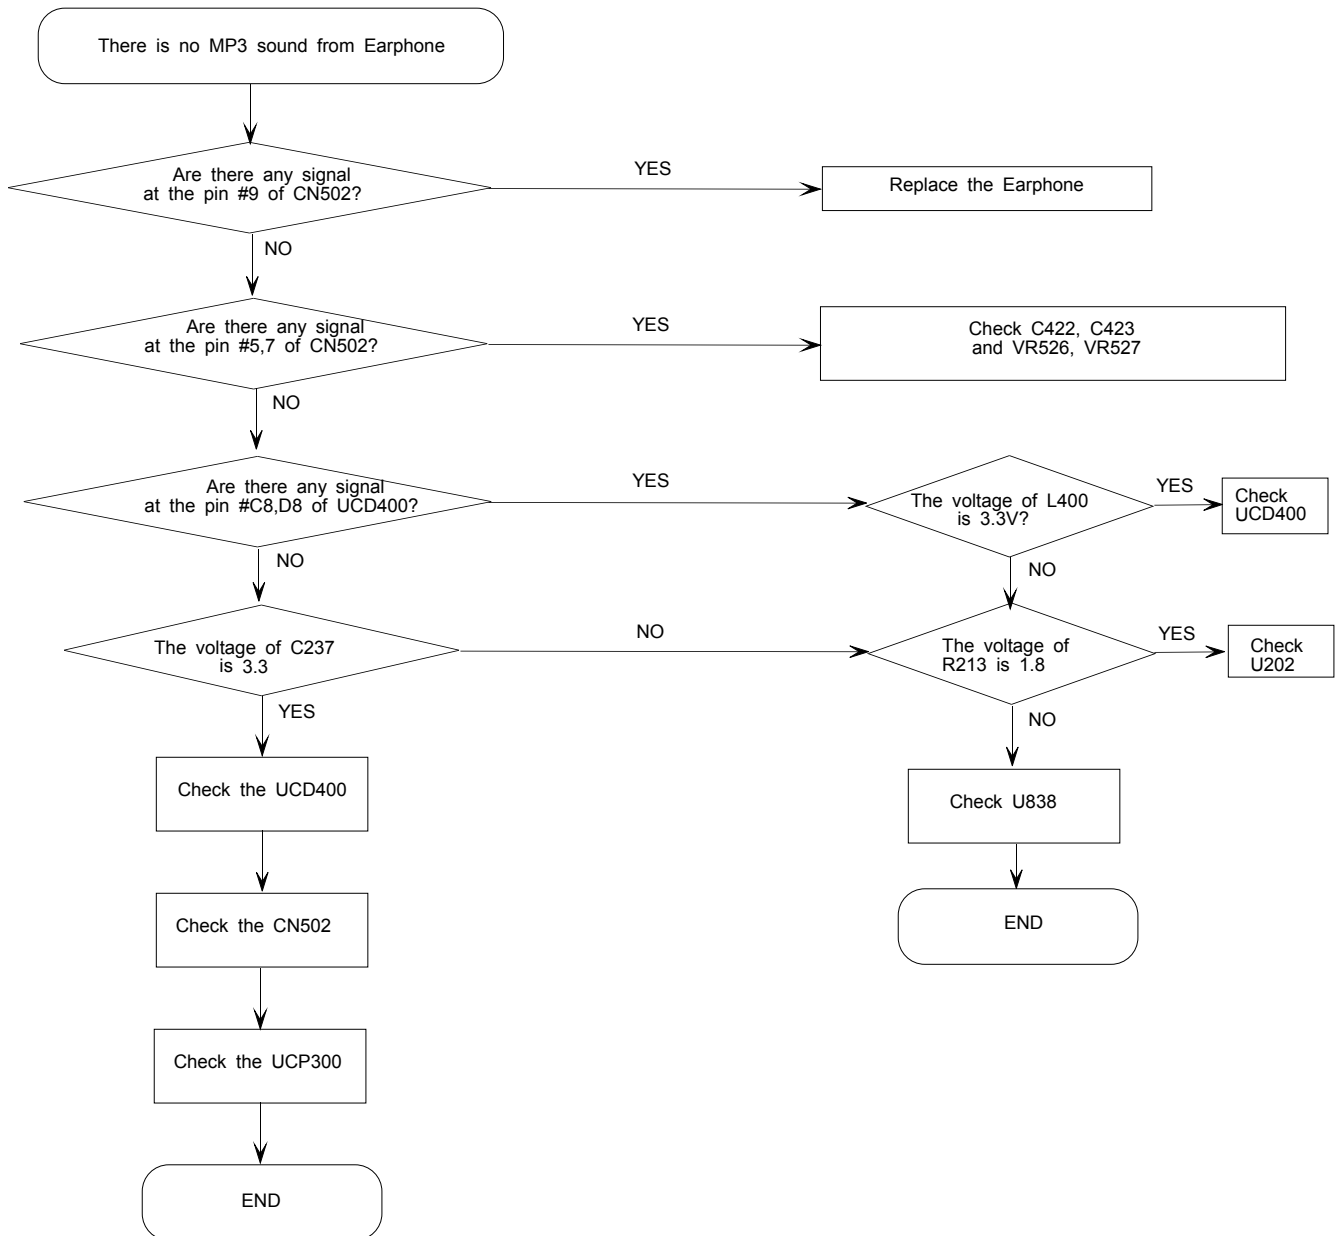 There is no MP3 sound from Earphone
Are there any signal
at the pin #9 of CN502?
YES
Replace the Earphone
NO
Are there any signal
at the pin #5,7 of CN502?
YES
Check C422, C423
and VR526, VR527
NO
Are there any signal
at the pin #C8,D8 of UCD400?
YES
The voltage of L400
is 3.3V?
YES
Check
UCD400
NO
NO
The voltage of C237
is 3.3
NO
The voltage of
R213 is 1.8
YES
Check
U202
YES
NO
Check the UCD400
Check U838
Check the CN502
END
Check the UCP300
END